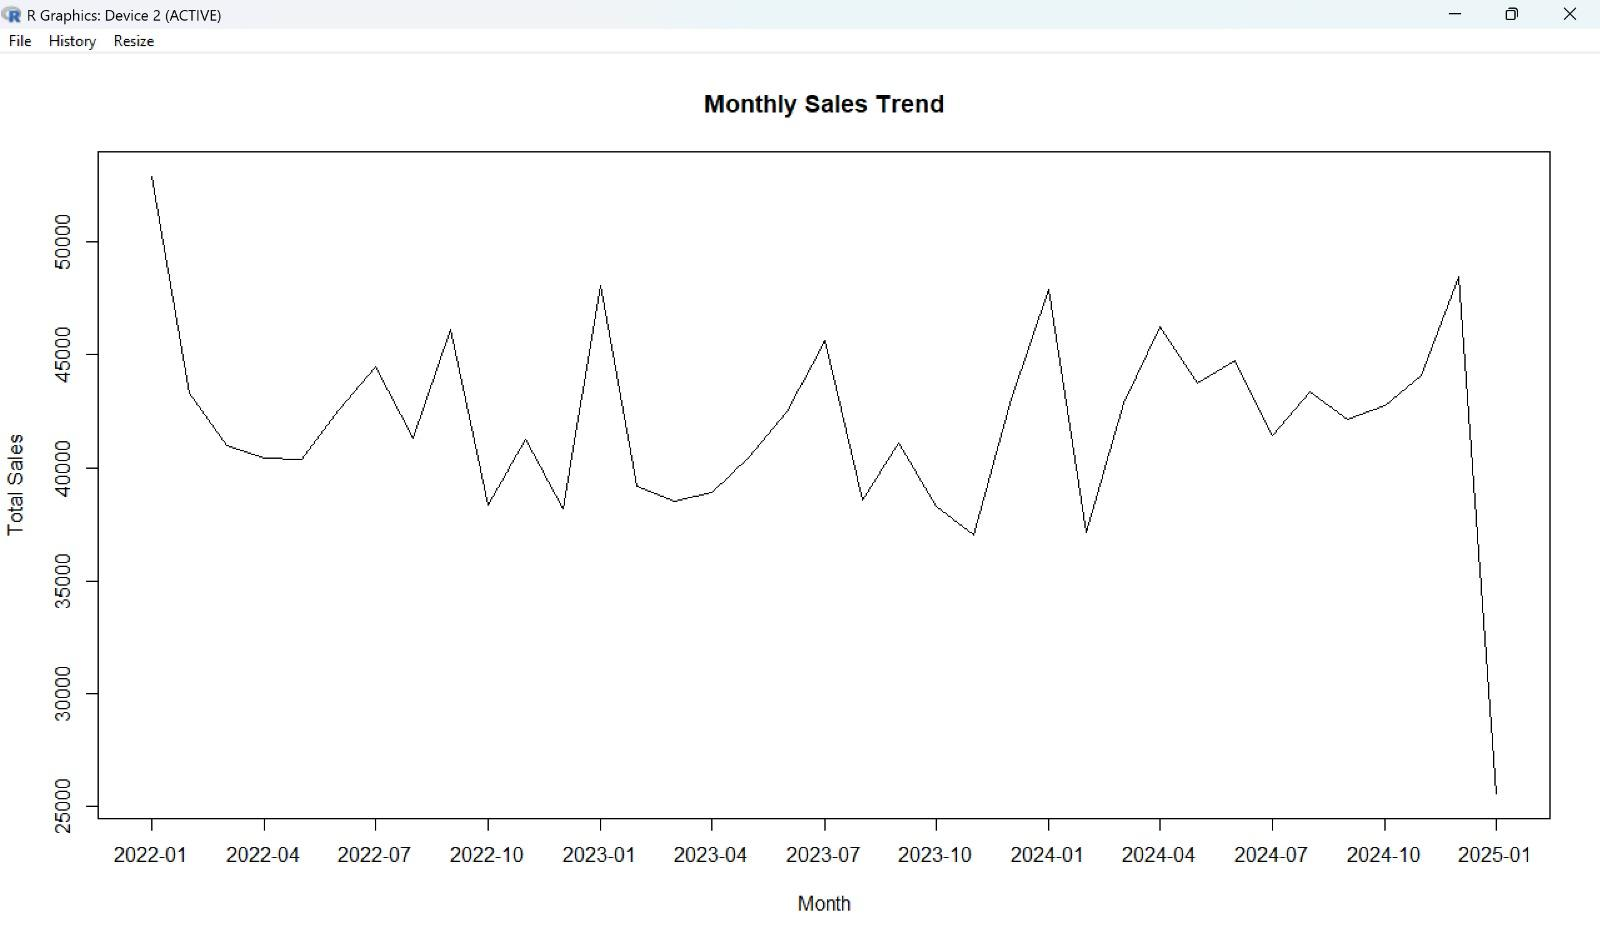 R Graphics: Device 2 (ACTIVE)
File History Resize
Monthly Sales Trend
Total Sales
50000
45000
40000
35000
30000
25000
2022-01 2022-04 2022-07 2022-10 2023-01 2023-04 2023-07 2023-10 2024-01 2024-04 2024-07 2024-10 2025-01
Month